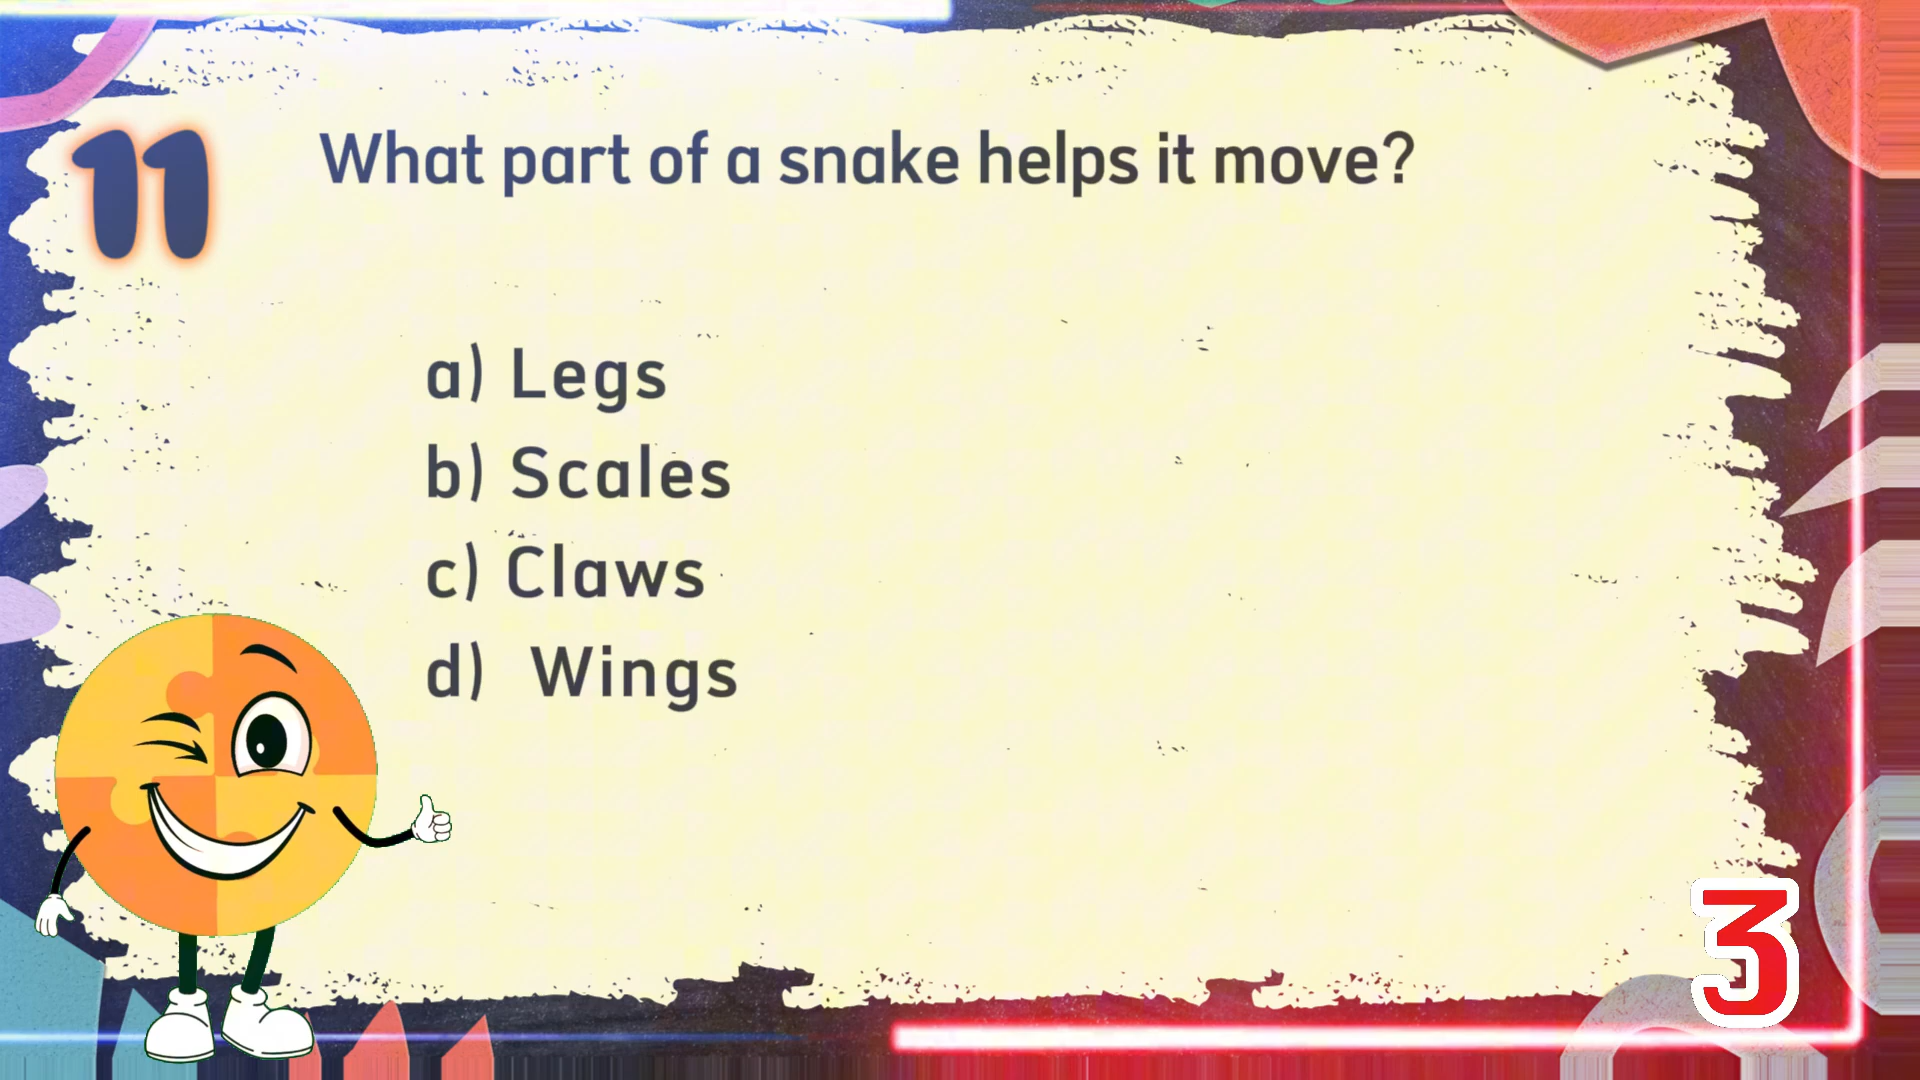 11
What part of a snake helps it move?
a) Legs
b) Scales
c) Claws
d) Wings
3